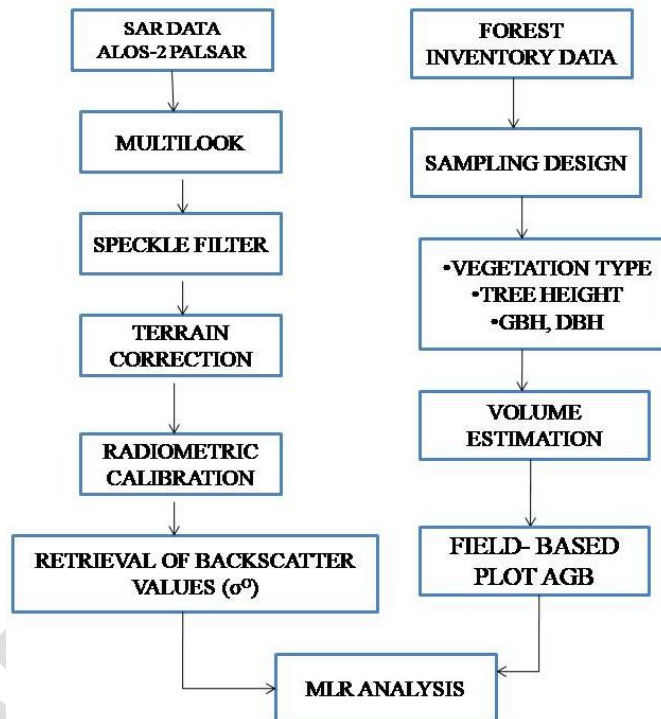 SAR DATA
ALOS-2 PALSAR
MULTILOOK
SPECKLE FILTER
TERRAIN
CORRECTION
RADIOMETRIC
CALIBRATION
RETRIEVAL OF BACKSCATTER
VALUES (σ⁰)
FOREST
INVENTORY DATA
SAMPLING DESIGN
•VEGETATION TYPE
•TREE HEIGHT
•GBH, DBH
VOLUME
ESTIMATION
FIELD- BASED
PLOT AGB
MLR ANALYSIS